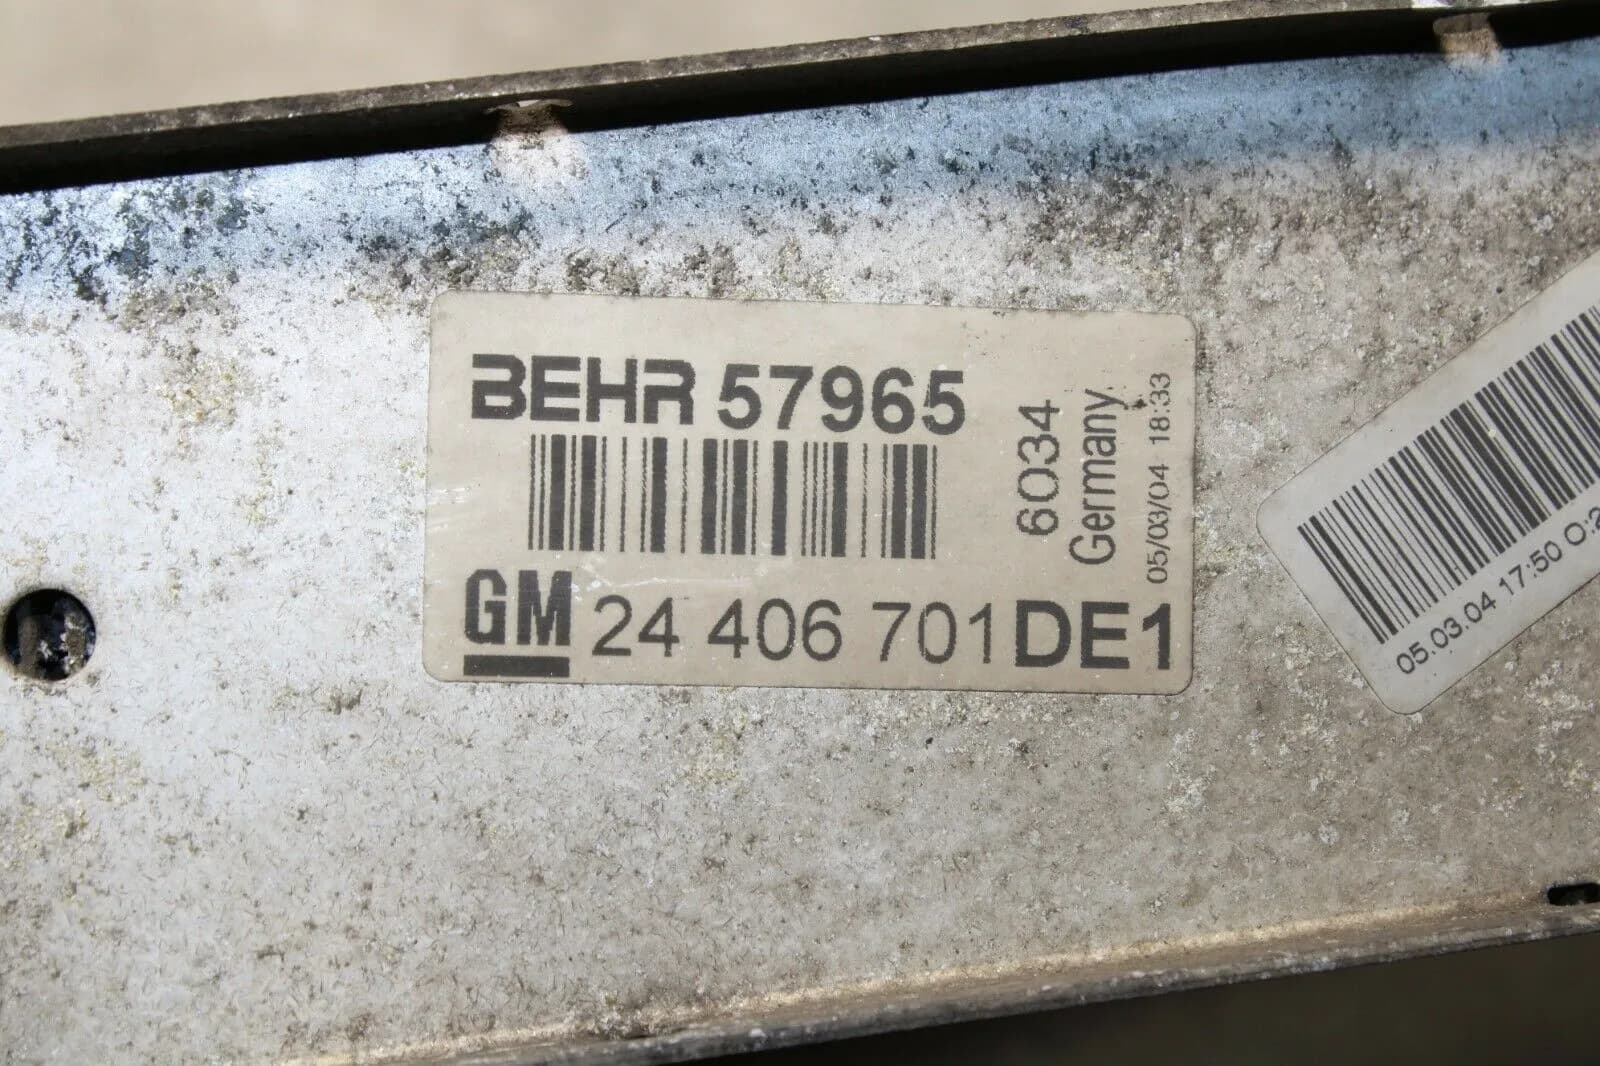 BEHR 57965
6034
Germany
05/03/04 18:33
GM 24 406 701 DE1
05.03.04 17:50 O:2